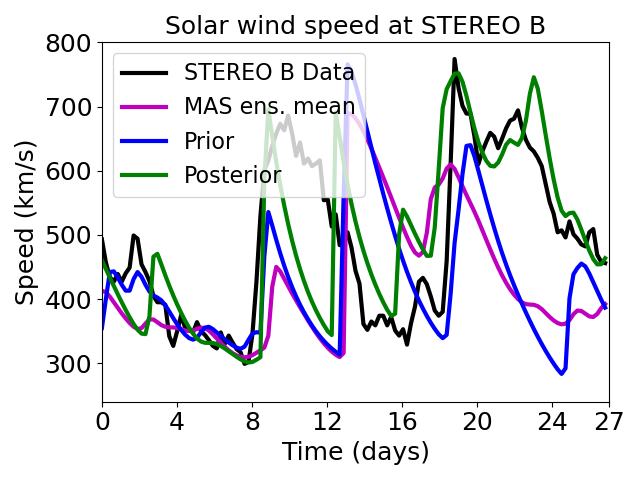 Solar wind speed at STEREO B
800
700
600
500
400
300
Speed (km/s)
STEREO B Data
MAS ens. mean
Prior
Posterior
0 4 8 12 16 20 24 27
Time (days)